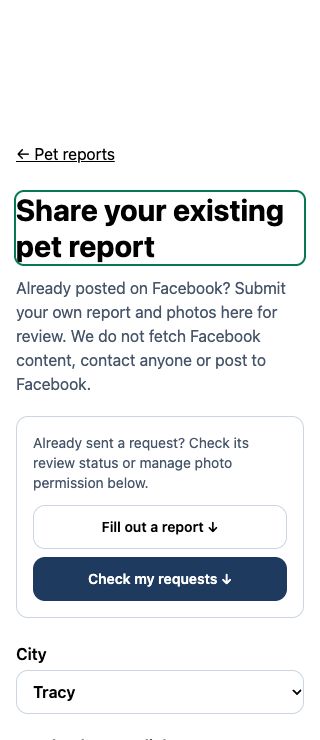 ← Pet reports
Share your existing
pet report
Already posted on Facebook? Submit
your own report and photos here for
review. We do not fetch Facebook
content, contact anyone or post to
Facebook.
Already sent a request? Check its
review status or manage photo
permission below.
Fill out a report ↓
Check my requests ↓
City
Tracy